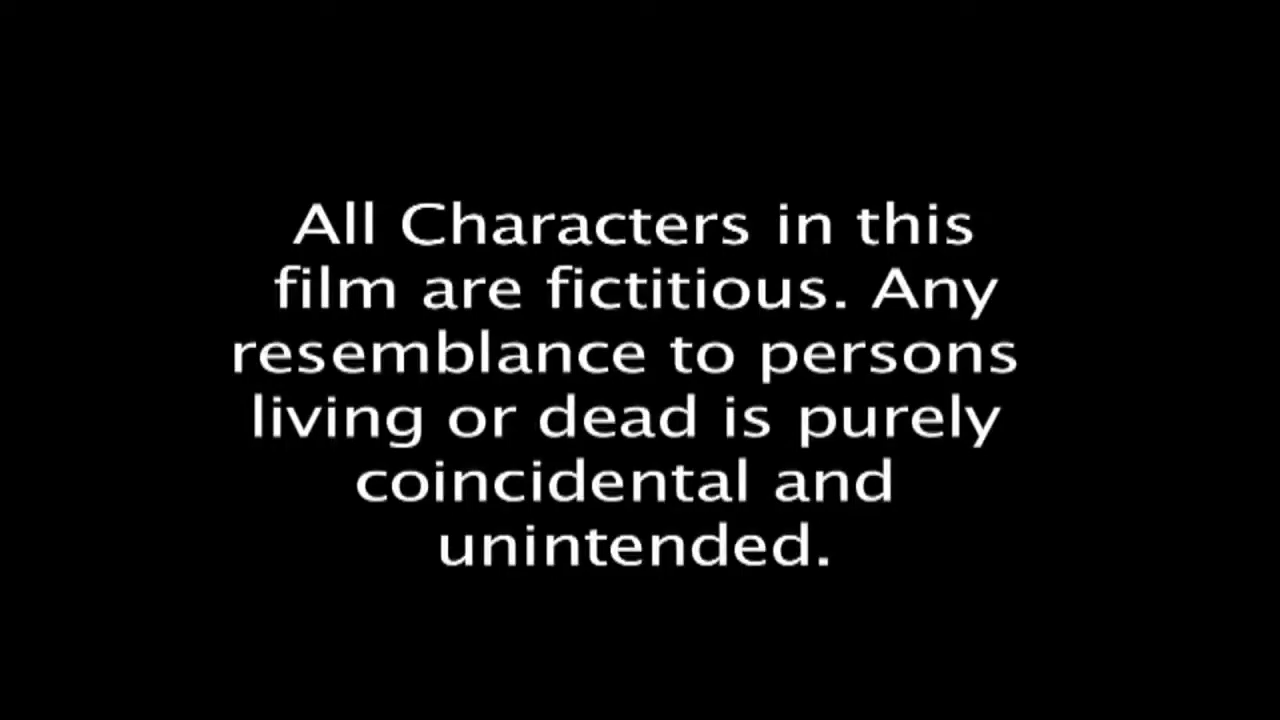 All Characters in this
film are fictitious. Any
resemblance to persons
living or dead is purely
coincidental and
unintended.